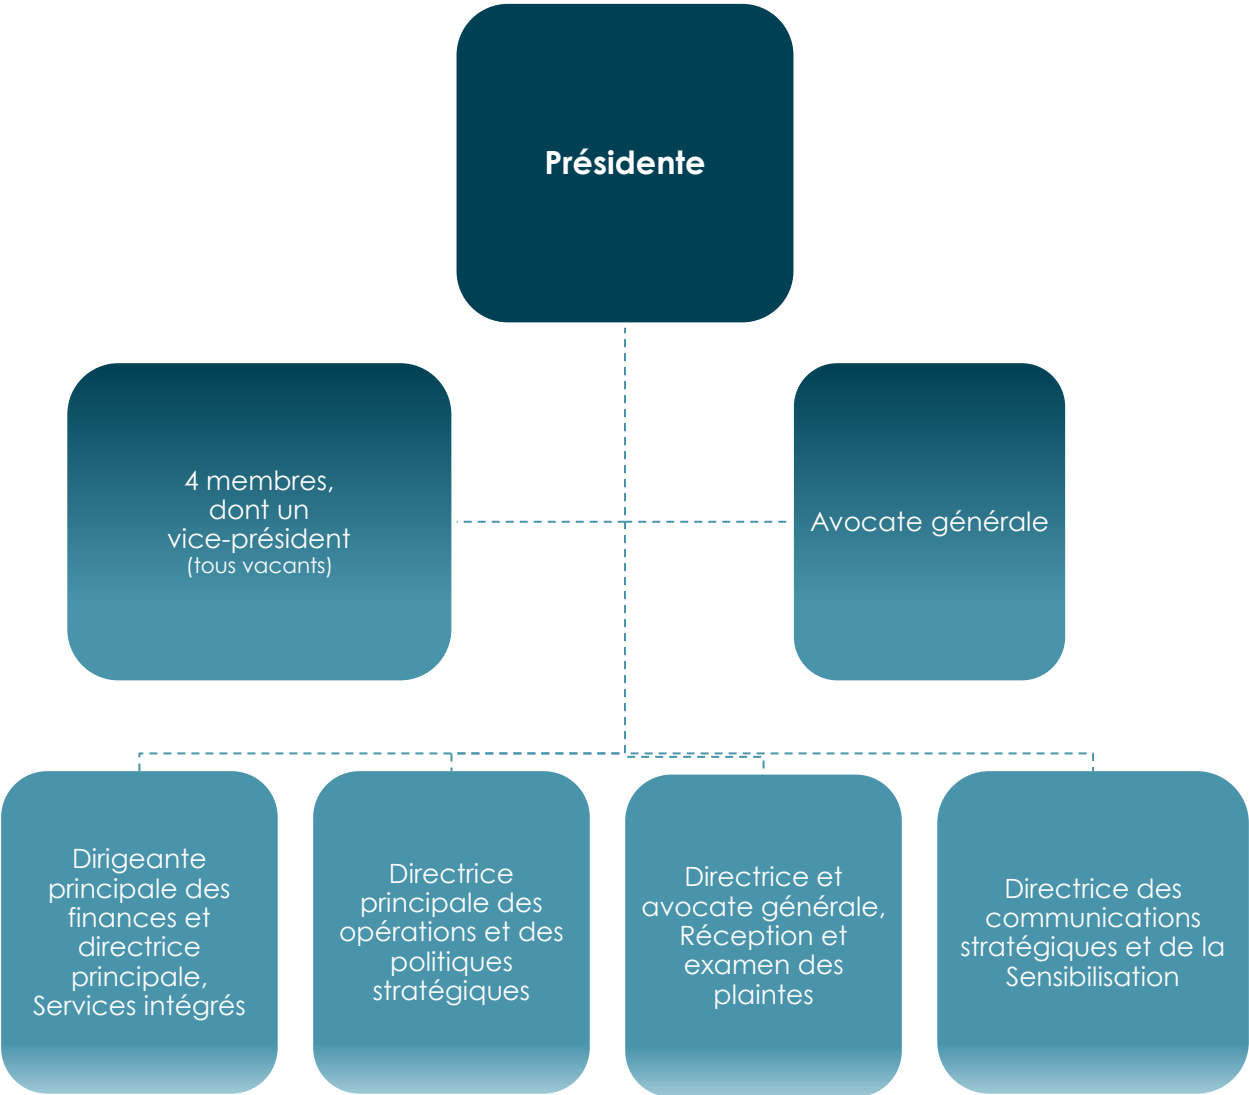 Présidente
4 membres,
dont un
vice-président
(tous vacants)
Avocate générale
Dirigeante
principale des
finances et
directrice
principale,
Services intégrés
Directrice
principale des
opérations et des
politiques
stratégiques
Directrice et
avocate générale,
Réception et
examen des
plaintes
Directrice des
communications
stratégiques et de la
Sensibilisation